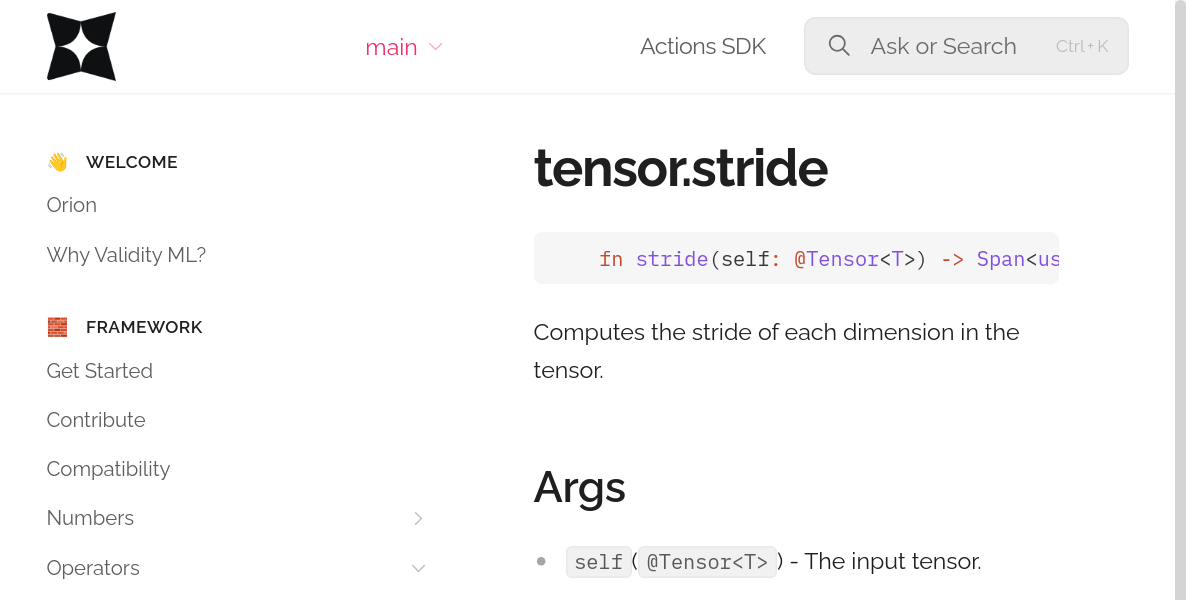 main
Actions SDK
Ask or Search
Ctrl + K
👋 WELCOME
Orion
Why Validity ML?
🧱 FRAMEWORK
Get Started
Contribute
Compatibility
Numbers
Operators
tensor.stride
fn stride(self: @Tensor<T>) -> Span<us
Computes the stride of each dimension in the
tensor.
Args
self(@Tensor<T>) - The input tensor.